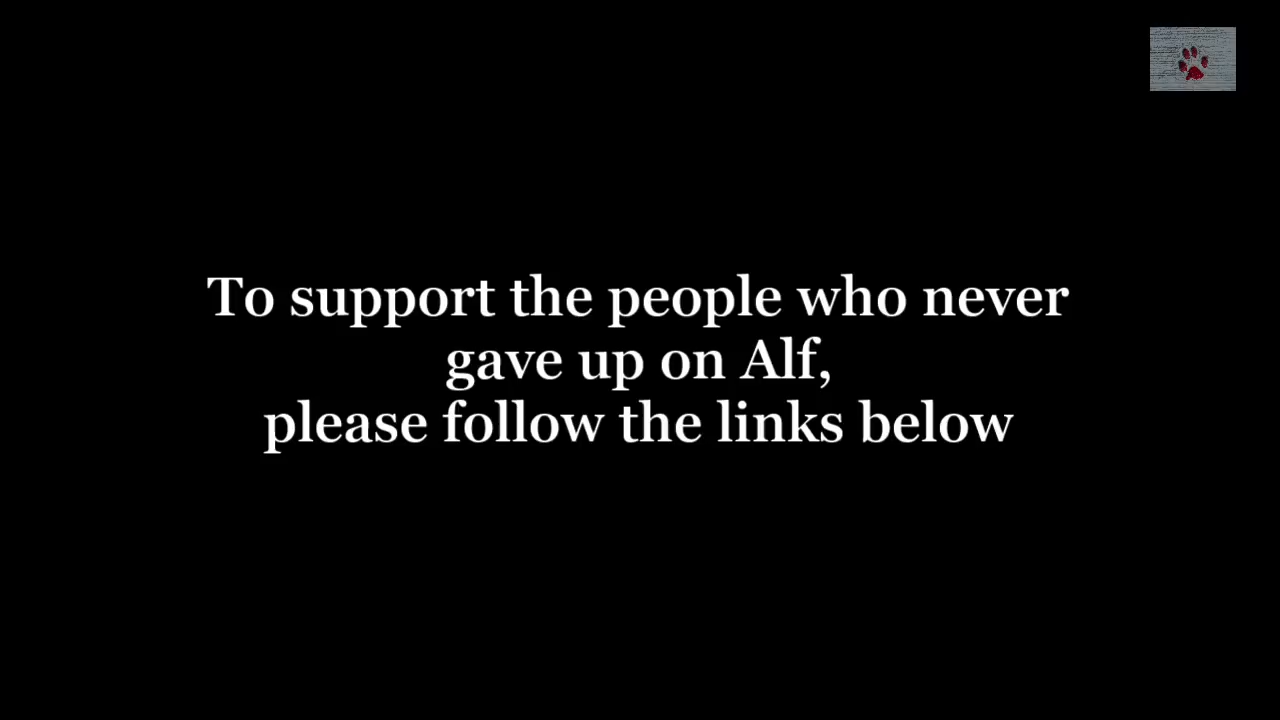 To support the people who never
gave up on Alf,
please follow the links below